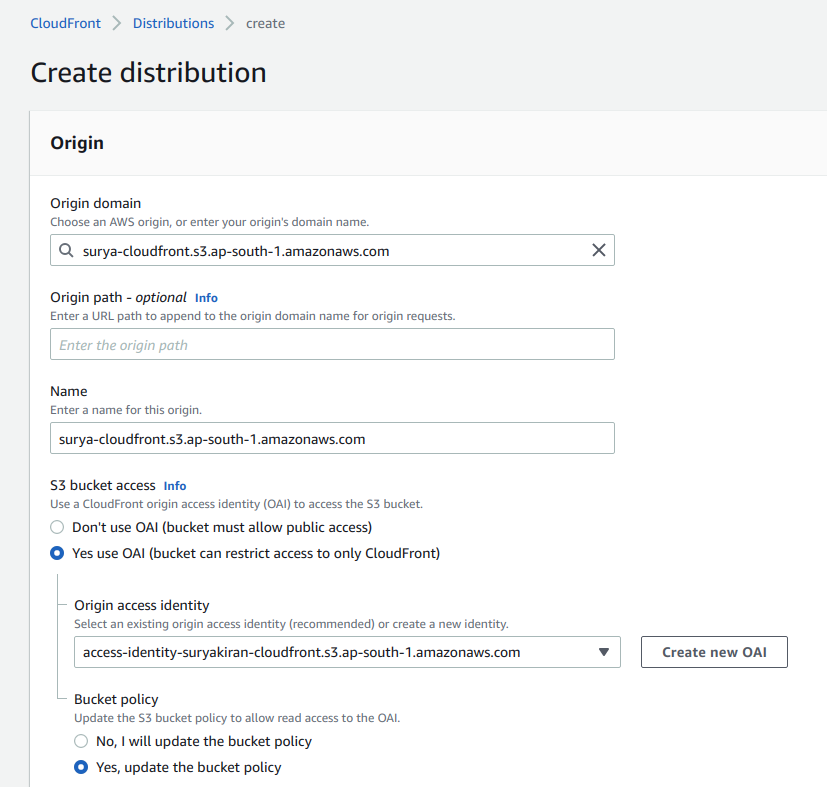 CloudFront > Distributions > create
Create distribution
Origin
Origin domain
Choose an AWS origin, or enter your origin's domain name.
surya-cloudfront.s3.ap-south-1.amazonaws.com
Origin path - optional Info
Enter a URL path to append to the origin domain name for origin requests.
Enter the origin path
Name
Enter a name for this origin.
surya-cloudfront.s3.ap-south-1.amazonaws.com
S3 bucket access Info
Use a CloudFront origin access identity (OAI) to access the S3 bucket.
Don't use OAI (bucket must allow public access)
Yes use OAI (bucket can restrict access to only CloudFront)
Origin access identity
Select an existing origin access identity (recommended) or create a new identity.
access-identity-suryakiran-cloudfront.s3.ap-south-1.amazonaws.com
Create new OAI
Bucket policy
Update the S3 bucket policy to allow read access to the OAI.
No, I will update the bucket policy
Yes, update the bucket policy